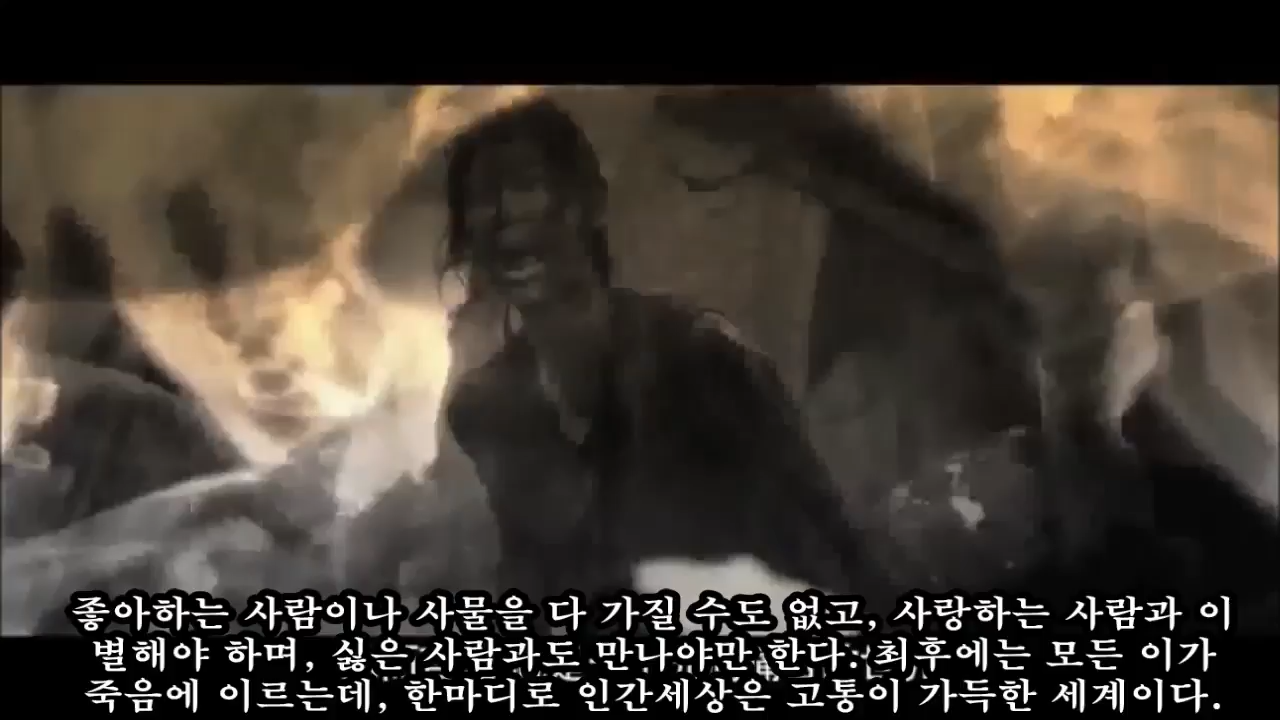 좋아하는 사람이나 사물을 다 가질 수도 없고, 사랑하는 사람과 이
별해야 하며, 싫은 사람과도 만나야만 한다. 최후에는 모든 이가
죽음에 이르는데, 한마디로 인간세상은 고통이 가득한 세계이다.